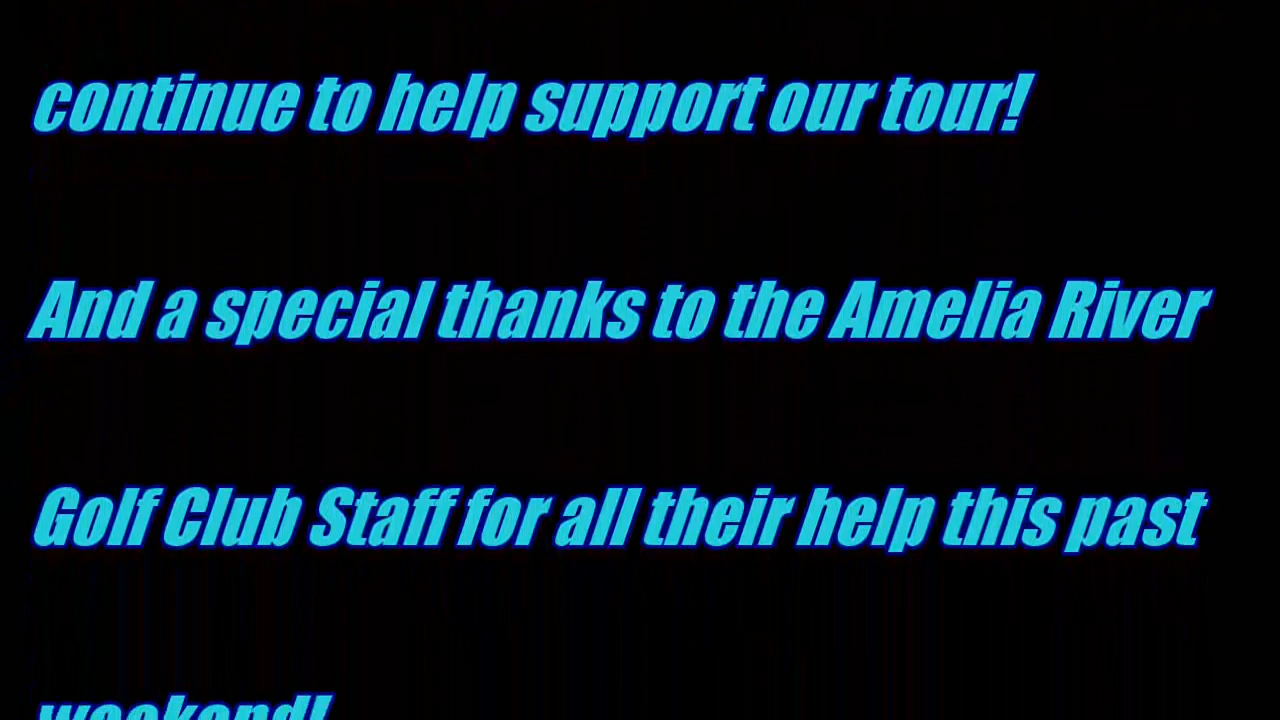 continue to help support our tour!
And a special thanks to the Amelia River
Golf Club Staff for all their help this past
weekend!